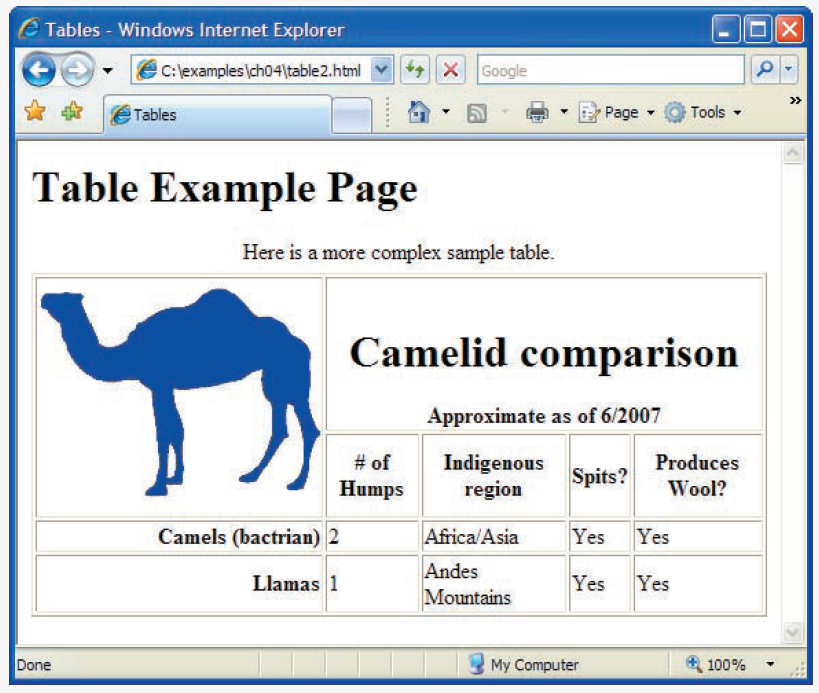 Tables - Windows Internet Explorer
C:\examples\ch04\table2.html
Google
Tables
Page
Tools
»
Table Example Page
Here is a more complex sample table.
Camelid comparison
Approximate as of 6/2007
# of
Humps
Indigenous
region
Spits?
Produces
Wool?
Camels (bactrian) 2 Africa/Asia Yes Yes
Llamas 1 Andes
Mountains Yes Yes
Done
My Computer
100%